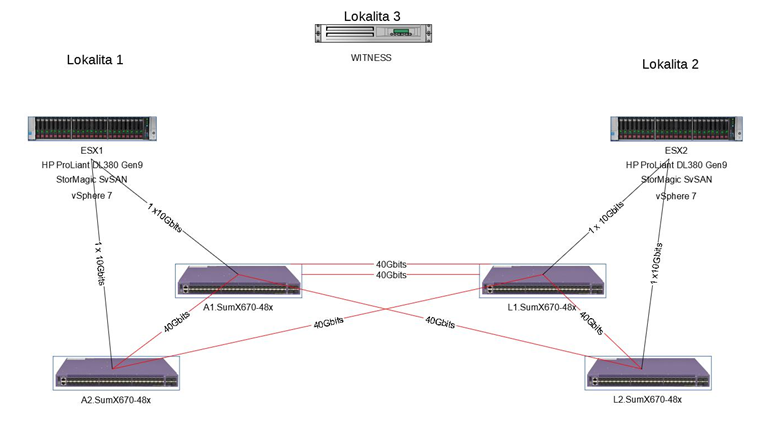 Lokalita 3
WITNESS
Lokalita 1
Lokalita 2
ESX1
HP ProLiant DL380 Gen9
StorMagic SvSAN
vSphere 7
ESX2
HP ProLiant DL380 Gen9
StorMagic SvSAN
vSphere 7
1 x10Gbits
1 x 10Gbits
1 x 10Gbits
1 x10Gbits
40Gbits
40Gbits
A1.SumX670-48x
L1.SumX670-48x
40Gbits
40Gbits
40Gbits
40Gbits
A2.SumX670-48x
L2.SumX670-48x